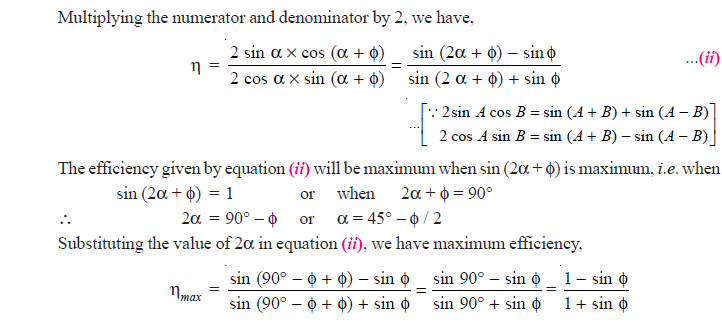 Multiplying the numerator and denominator by 2, we have,
η = 2 sin α × cos (α + ϕ) / 2 cos α × sin (α + ϕ) = sin (2α + ϕ) – sin ϕ / sin (2 α + ϕ) + sin ϕ ...(ii)
...[∵ 2 sin A cos B = sin (A + B) + sin (A – B)
2 cos A sin B = sin (A + B) – sin (A – B)]
The efficiency given by equation (ii) will be maximum when sin (2α + ϕ) is maximum, i.e. when
sin (2α + ϕ) = 1 or when 2α + ϕ = 90°
∴ 2α = 90° – ϕ or α = 45° – ϕ / 2
Substituting the value of 2α in equation (ii), we have maximum efficiency,
ηmax = sin (90° – ϕ + ϕ) – sin ϕ / sin (90° – ϕ + ϕ) + sin ϕ = sin 90° – sin ϕ / sin 90° + sin ϕ = 1 – sin ϕ / 1 + sin ϕ